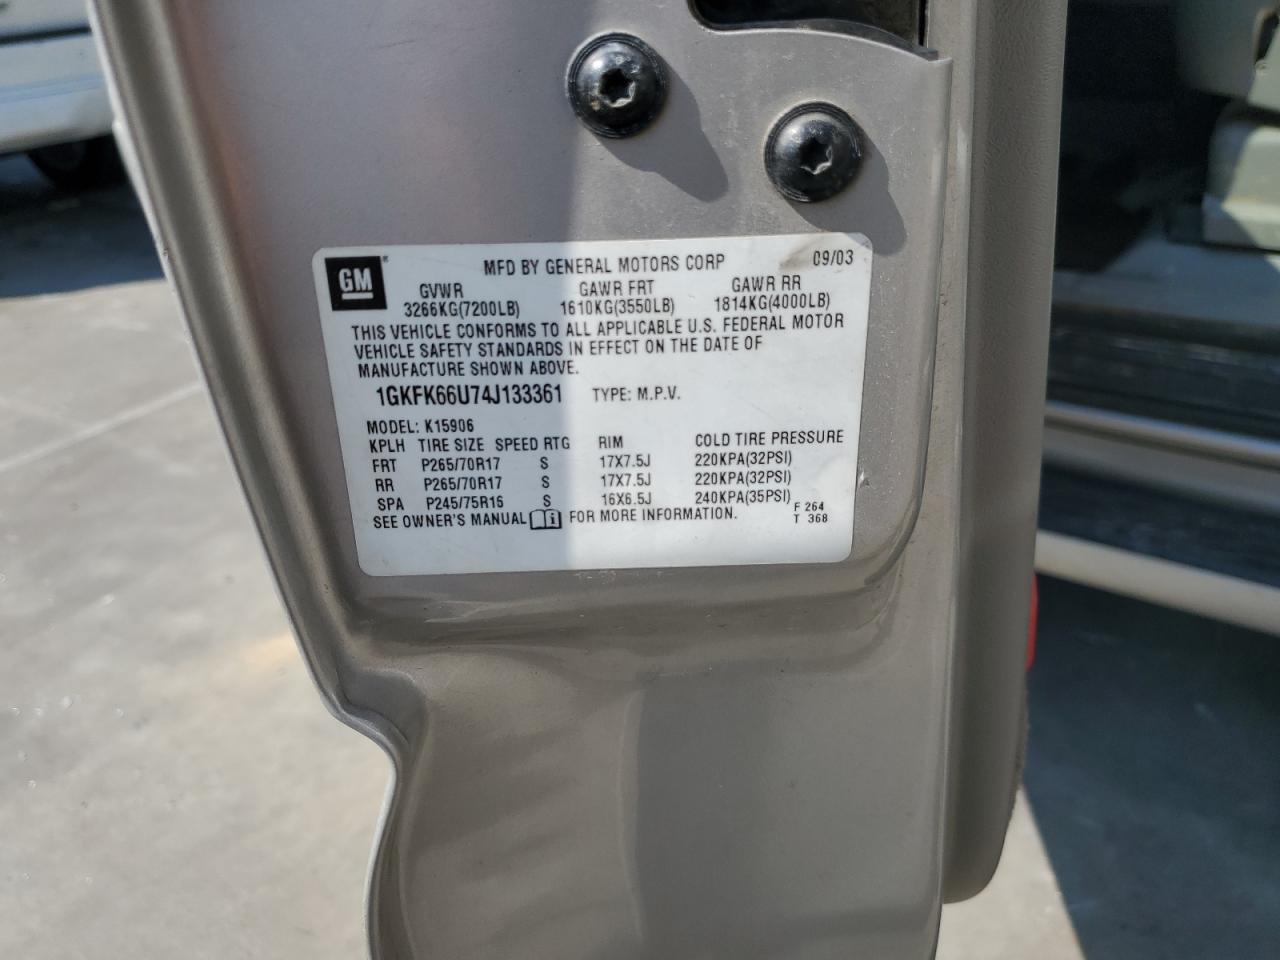 GM ® MFD BY GENERAL MOTORS CORP 09/03
GVWR GAWR FRT GAWR RR
3266KG(7200LB) 1610KG(3550LB) 1814KG(4000LB)
THIS VEHICLE CONFORMS TO ALL APPLICABLE U.S. FEDERAL MOTOR
VEHICLE SAFETY STANDARDS IN EFFECT ON THE DATE OF
MANUFACTURE SHOWN ABOVE.
1GKFK66U74J133361 TYPE: M.P.V.
MODEL: K15906
KPLH TIRE SIZE SPEED RTG RIM COLD TIRE PRESSURE
FRT P265/70R17 S 17X7.5J 220KPA(32PSI)
RR P265/70R17 S 17X7.5J 220KPA(32PSI)
SPA P245/75R16 S 16X6.5J 240KPA(35PSI)
SEE OWNER'S MANUAL i FOR MORE INFORMATION.
F 264
T 368